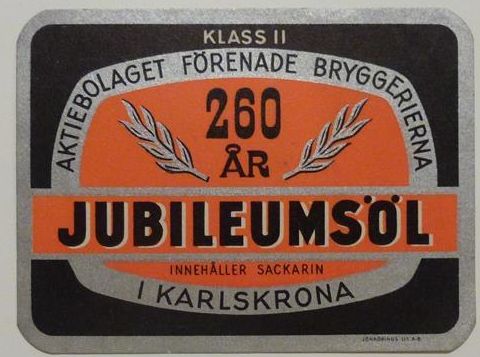 KLASS II
AKTIEBOLAGET FÖRENADE BRYGGERIERNA
260
ÅR
JUBILEUMSÖL
INNEHÅLLER SACKARIN
I KARLSKRONA